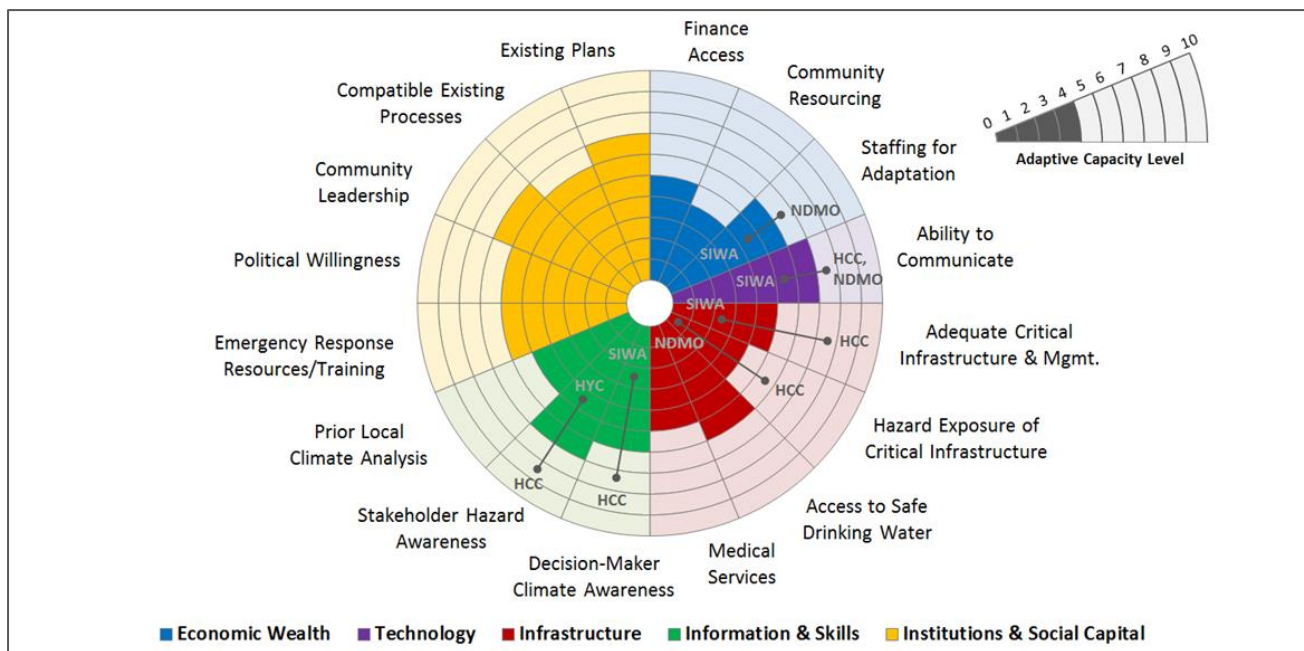 Existing Plans
Finance
Access
Compatible Existing
Processes
Community
Resourcing
Community
Leadership
Staffing for
Adaptation
Political Willingness
Ability to
Communicate
Emergency Response
Resources/Training
Adequate Critical
Infrastructure & Mgmt.
Prior Local
Climate Analysis
Hazard Exposure of
Critical Infrastructure
Stakeholder Hazard
Awareness
Access to Safe
Drinking Water
Decision-Maker
Climate Awareness
Medical
Services
0 1 2 3 4 5 6 7 8 9 10
Adaptive Capacity Level
NDMO
SIWA
HCC,
NDMO
SIWA
SIWA
HCC
NDMO
HCC
SIWA
HYC
HCC
HCC
Economic Wealth
Technology
Infrastructure
Information & Skills
Institutions & Social Capital